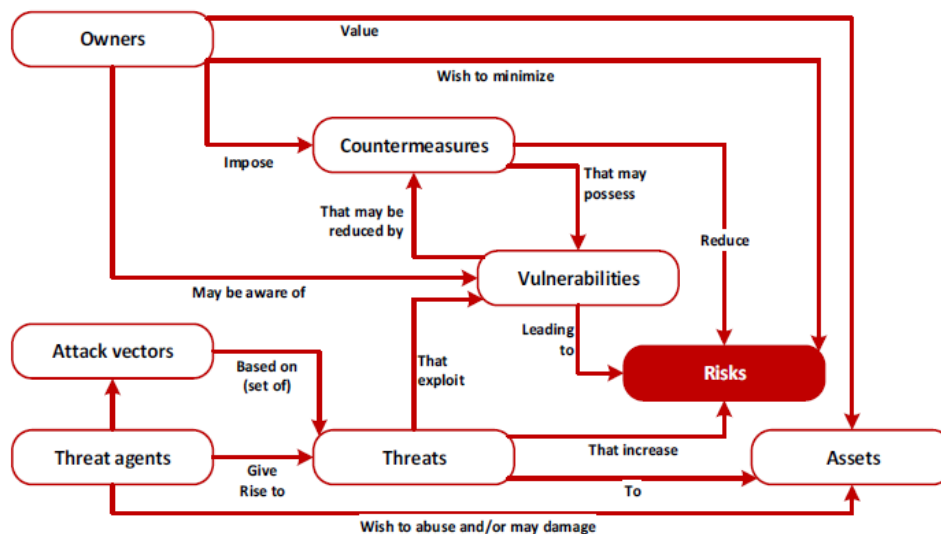 Owners
Value
Wish to minimize
Countermeasures
Impose
That may
possess
That may be
reduced by
Reduce
Vulnerabilities
May be aware of
Leading
to
Attack vectors
Based on
(set of)
That
exploit
Risks
Threat agents
Give
Rise to
Threats
That increase
To
Assets
Wish to abuse and/or may damage